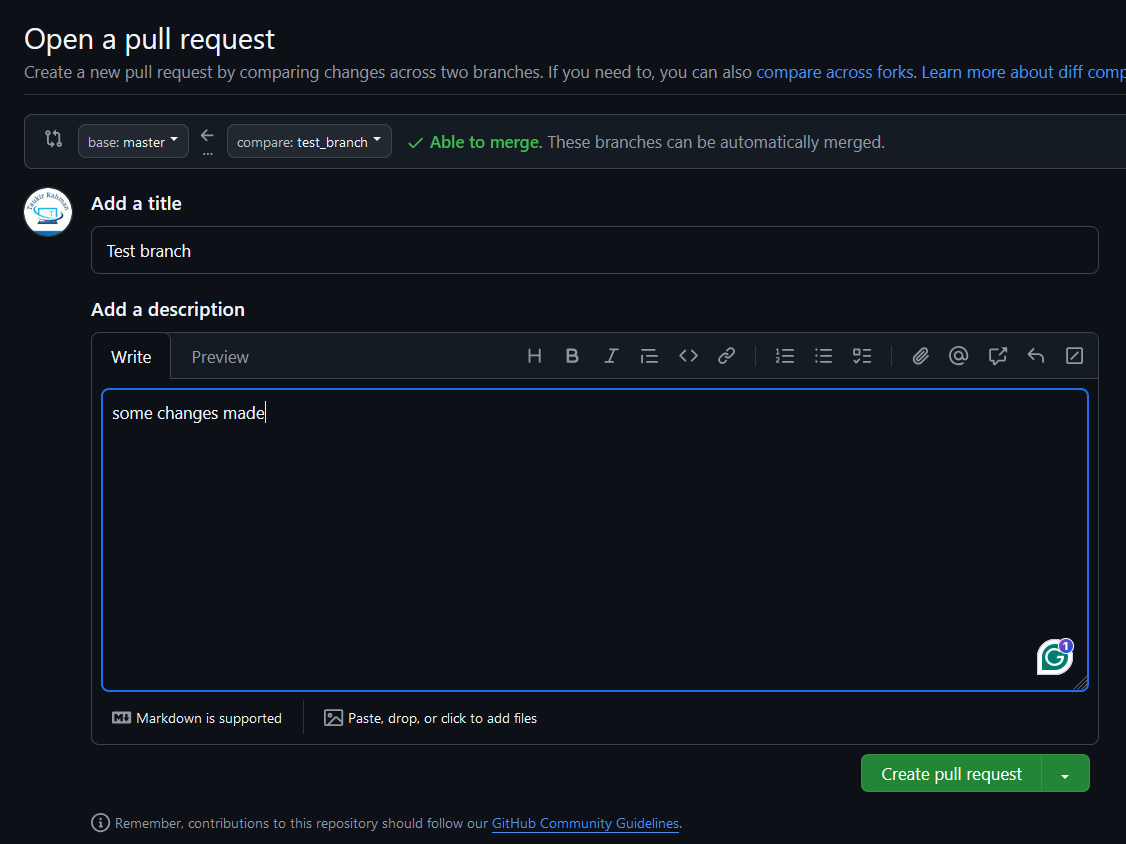 Open a pull request
Create a new pull request by comparing changes across two branches. If you need to, you can also compare across forks. Learn more about diff comp
base: master
compare: test_branch
Able to merge. These branches can be automatically merged.
Taukir Rahman
Add a title
Test branch
Add a description
Write Preview
some changes made
1
Markdown is supported
Paste, drop, or click to add files
Create pull request
Remember, contributions to this repository should follow our GitHub Community Guidelines.